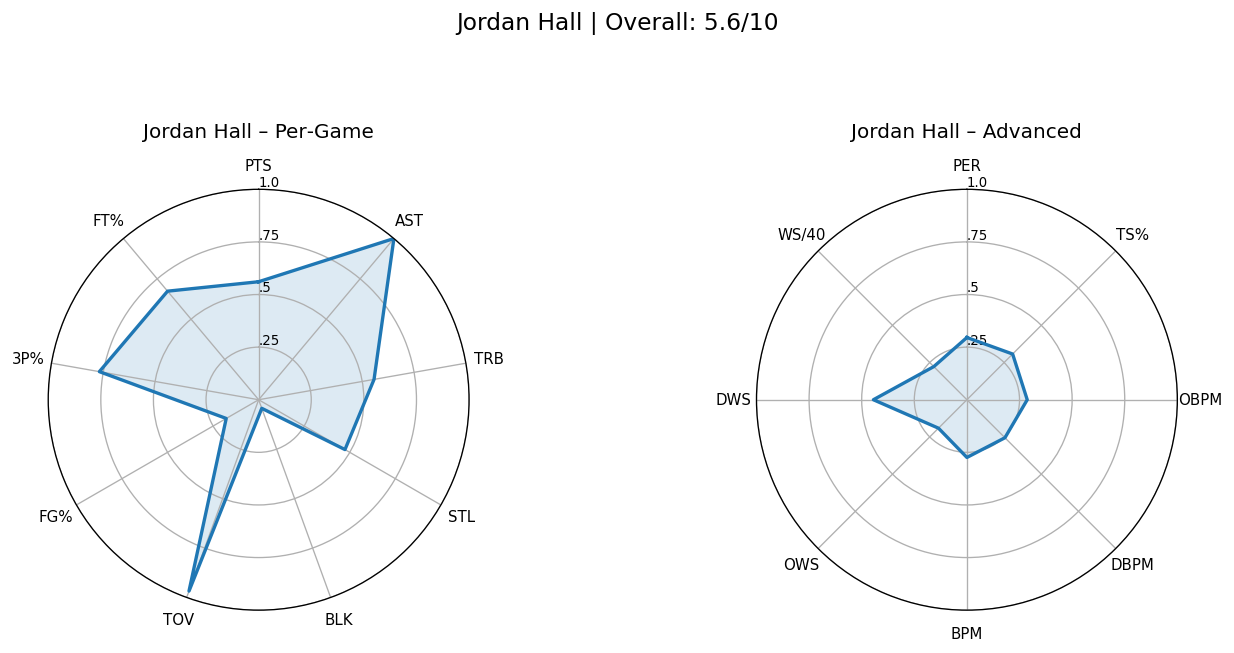 Jordan Hall | Overall: 5.6/10
Jordan Hall – Per-Game
PTS
1.0
.75
.5
.25
FT%
AST
3P%
TRB
FG%
STL
TOV
BLK
Jordan Hall – Advanced
PER
1.0
.75
.5
.25
WS/40
TS%
DWS
OBPM
OWS
DBPM
BPM